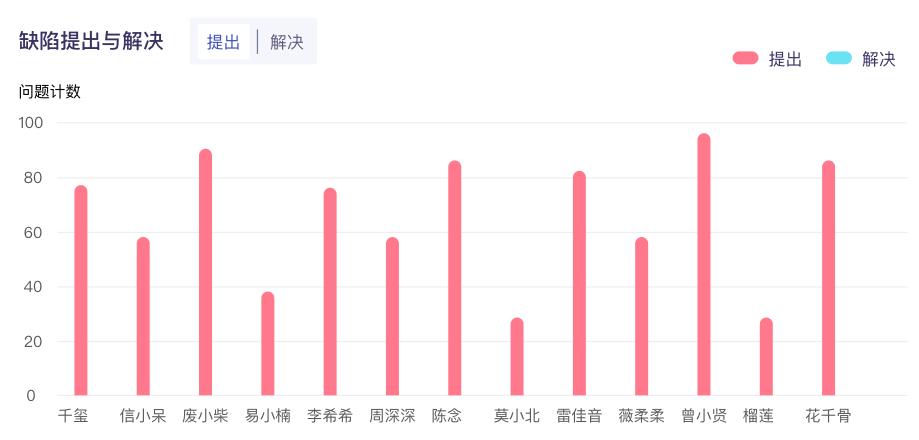 缺陷提出与解决 提出 | 解决
提出 解决
问题计数
100
80
60
40
20
0
千玺 信小呆 废小柴 易小楠 李希希 周深深 陈念 莫小北 雷佳音 薇柔柔 曾小贤 榴莲 花千骨